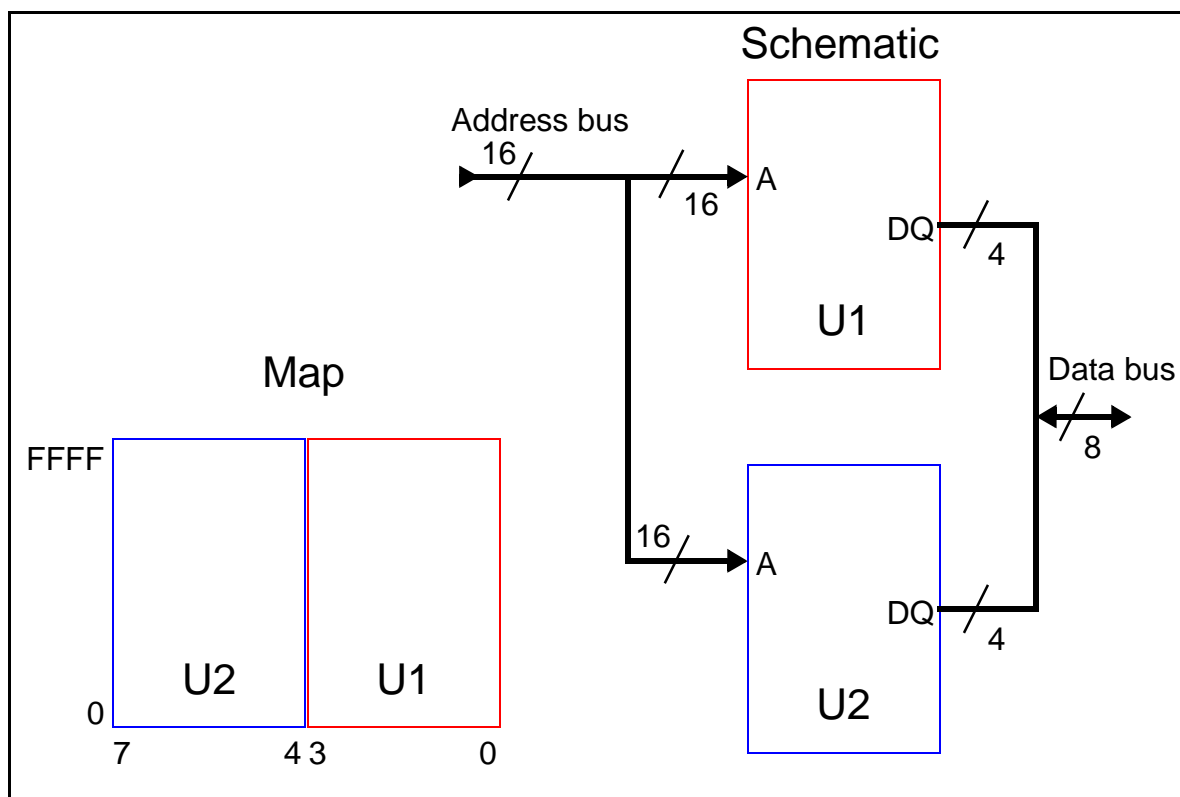 Schematic
Address bus
16
16
A
DQ
4
U1
Map
Data bus
8
FFFF
16
A
DQ
4
U2
U2
U1
0
7
4
3
0